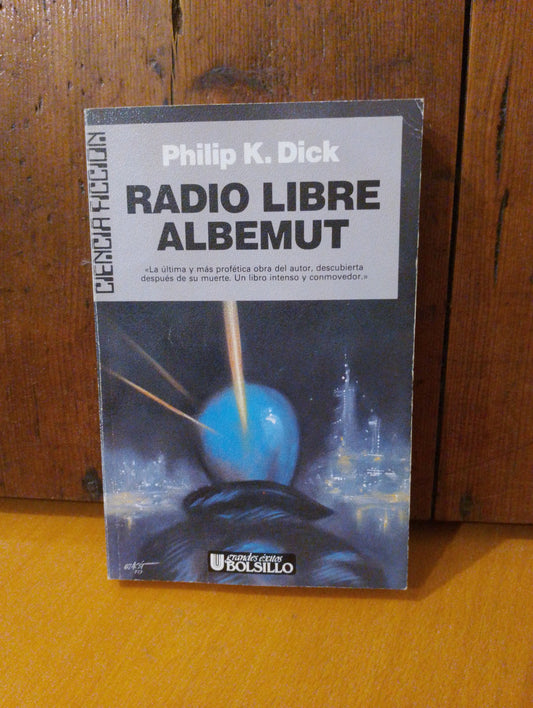 CIENCIA FICCION
Philip K. Dick
RADIO LIBRE
ALBEMUT
«La última y más profética obra del autor, descubierta
después de su muerte. Un libro intenso y conmovedor.»
U grandes éxitos
BOLSILLO